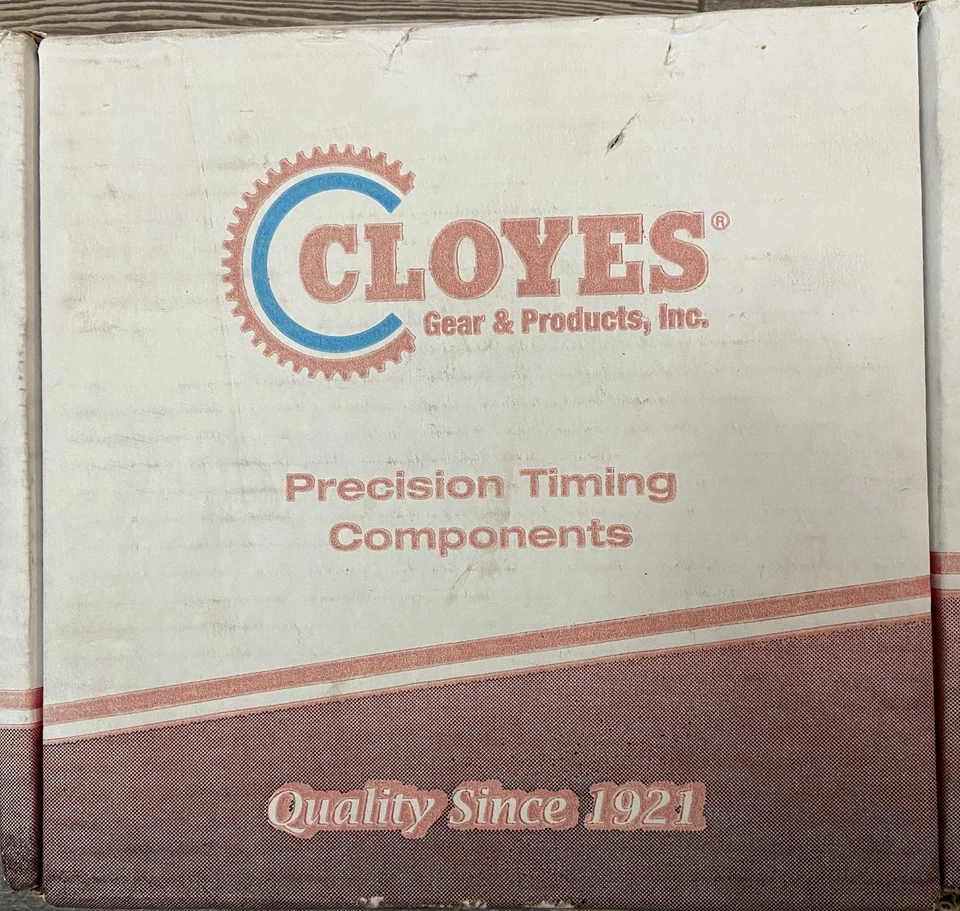 CLOYES®
Gear & Products, Inc.
Precision Timing
Components
Quality Since 1921